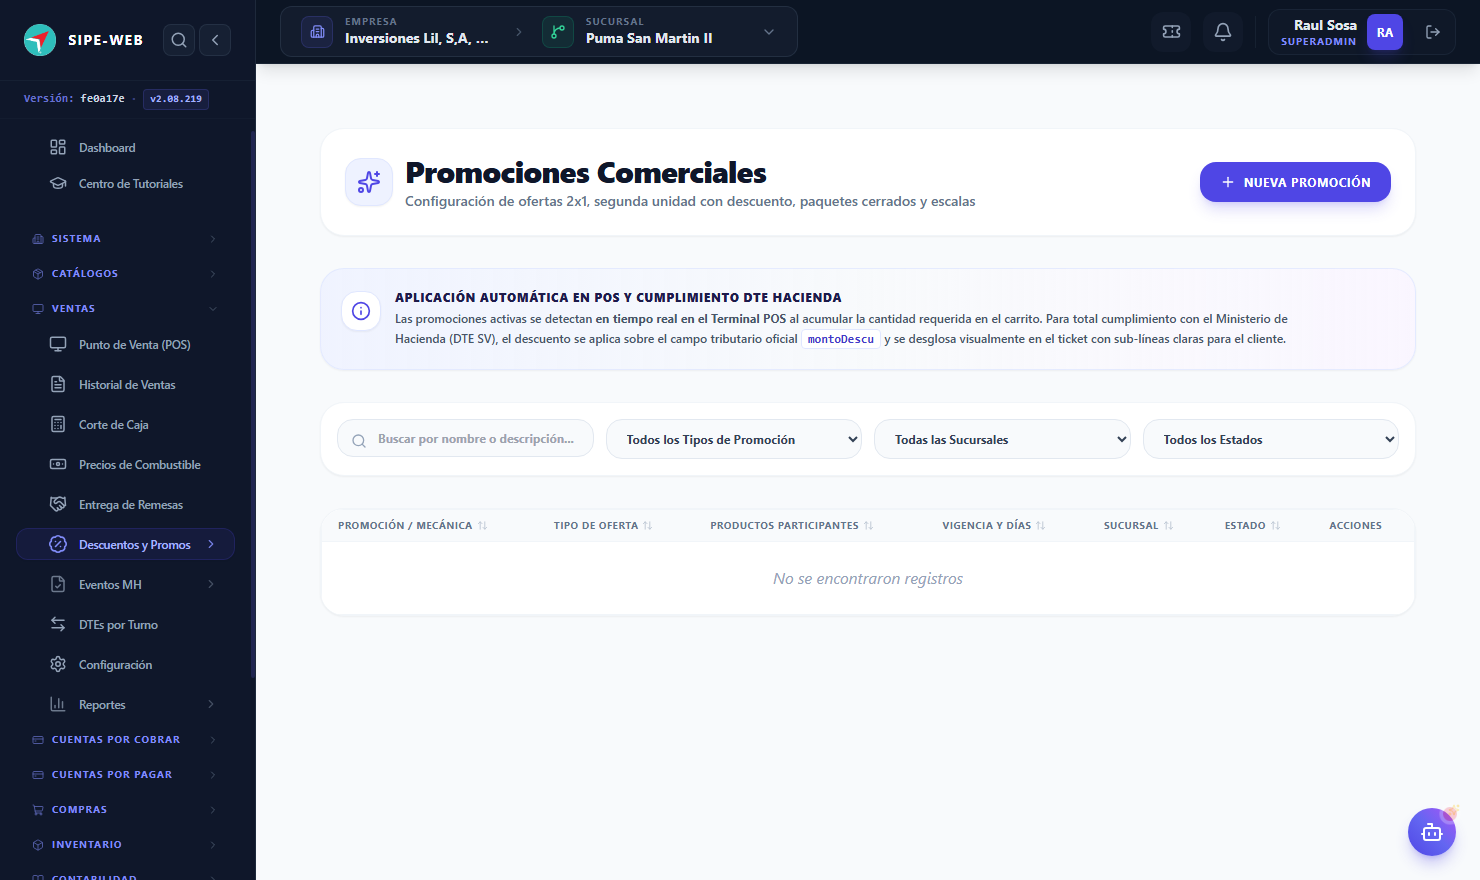 SIPE-WEB
Versión: fe0a17e · v2.08.219
Dashboard
Centro de Tutoriales
SISTEMA
CATÁLOGOS
VENTAS
Punto de Venta (POS)
Historial de Ventas
Corte de Caja
Precios de Combustible
Entrega de Remesas
Descuentos y Promos
Eventos MH
DTEs por Turno
Configuración
Reportes
CUENTAS POR COBRAR
CUENTAS POR PAGAR
COMPRAS
INVENTARIO
CONTABILIDAD
EMPRESA
Inversiones Lil, S,A, ...
SUCURSAL
Puma San Martin II
Raul Sosa
SUPERADMIN
RA
Promociones Comerciales
Configuración de ofertas 2x1, segunda unidad con descuento, paquetes cerrados y escalas
NUEVA PROMOCIÓN
APLICACIÓN AUTOMÁTICA EN POS Y CUMPLIMIENTO DTE HACIENDA
Las promociones activas se detectan en tiempo real en el Terminal POS al acumular la cantidad requerida en el carrito. Para total cumplimiento con el Ministerio de
Hacienda (DTE SV), el descuento se aplica sobre el campo tributario oficial montoDescu y se desglosa visualmente en el ticket con sub-líneas claras para el cliente.
Buscar por nombre o descripción...
Todos los Tipos de Promoción
Todas las Sucursales
Todos los Estados
PROMOCIÓN / MECÁNICA TIPO DE OFERTA PRODUCTOS PARTICIPANTES VIGENCIA Y DÍAS SUCURSAL ESTADO ACCIONES
No se encontraron registros